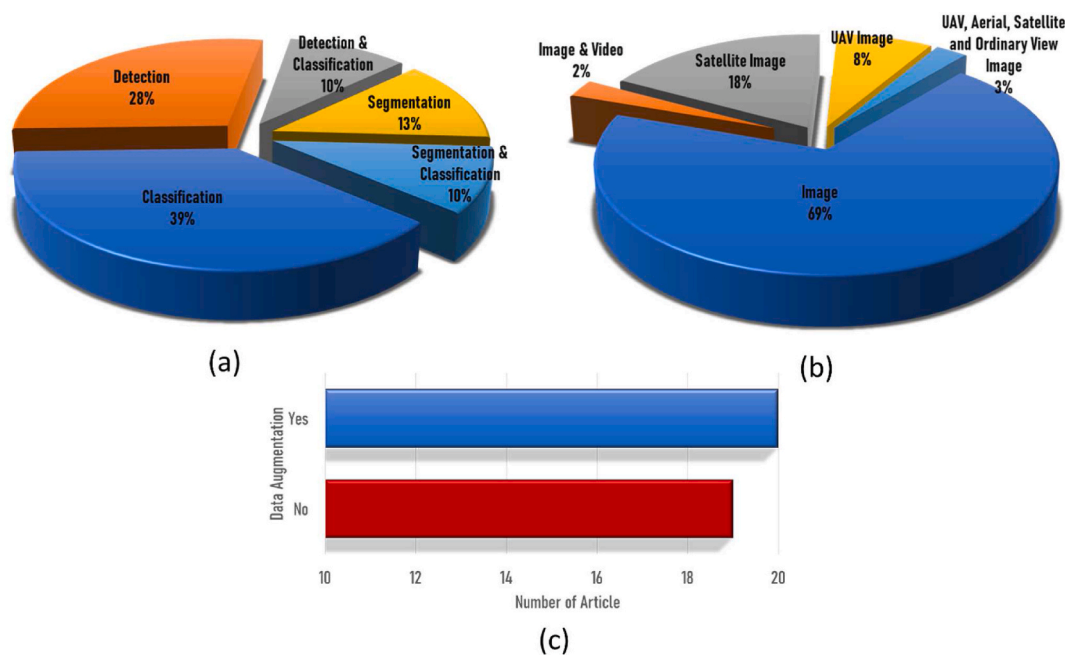 Detection
28%
Detection &
Classification
10%
Segmentation
13%
Segmentation &
Classification
10%
Classification
39%
(a)
Image & Video
2%
Satellite Image
18%
UAV Image
8%
UAV, Aerial, Satellite
and Ordinary View
Image
3%
Image
69%
(b)
Data Augmentation
Yes
No
10 12 14 16 18 20
Number of Article
(c)